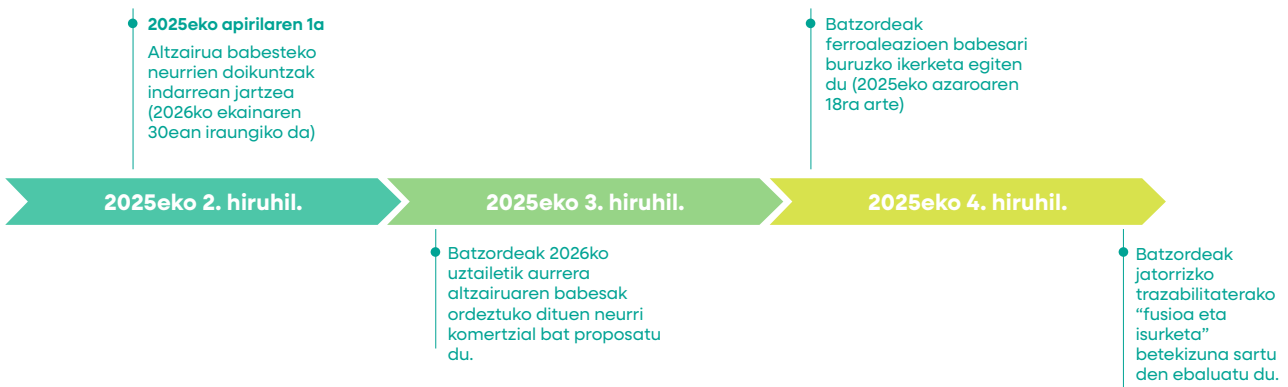 2025eko apirilaren 1a
Altzairua babesteko
neurrien doikuntzak
indarrean jartzea
(2026ko ekainaren
30ean iraungiko da)
Batzordeak
ferroaleazioen babesari
buruzko ikerketa egiten
du (2025eko azaroaren
18ra arte)
2025eko 2. hiruhil.
2025eko 3. hiruhil.
2025eko 4. hiruhil.
Batzordeak 2026ko
uztailetik aurrera
altzairuaren babesak
ordeztuko dituen neurri
komertzial bat proposatu
du.
Batzordeak
jatorrizko
trazabilitaterako
“fusioa eta
isurketa”
betekizuna sartu
den ebaluatu du.